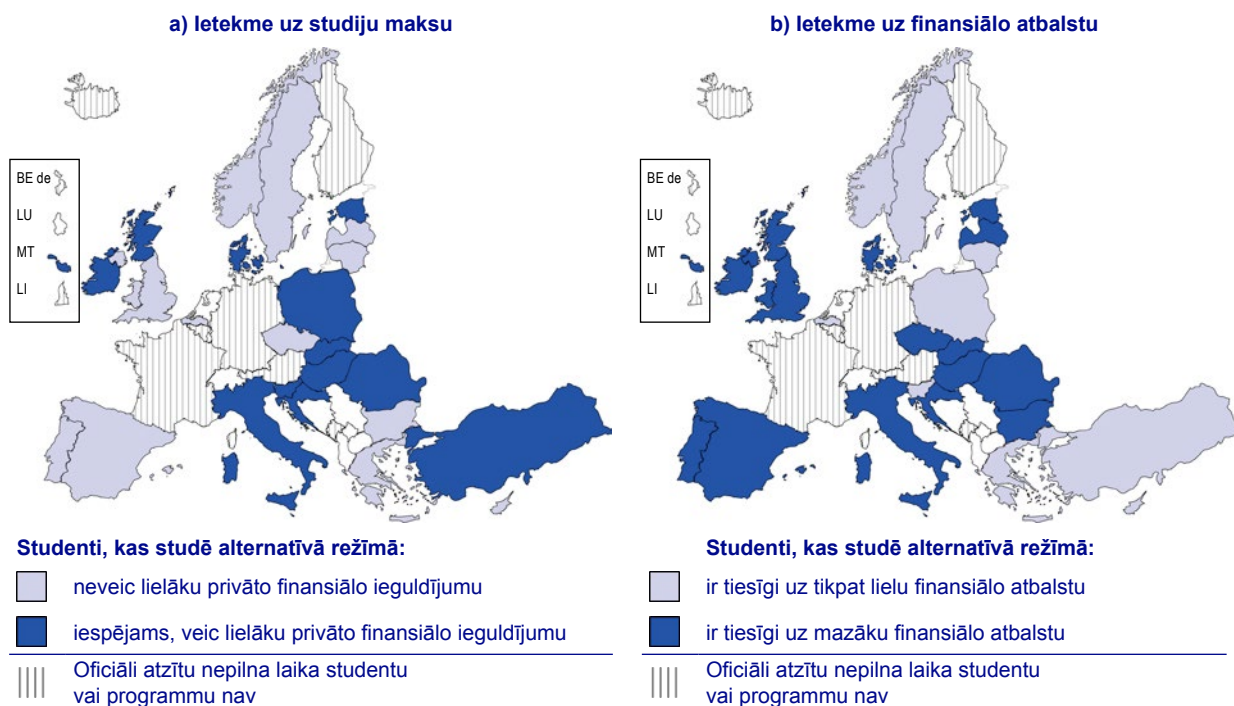 a) Ietekme uz studiju maksu
BE de
LU
MT
LI
Studenti, kas studē alternatīvā režīmā:
neveic lielāku privāto finansiālo ieguldījumu
iespējams, veic lielāku privāto finansiālo ieguldījumu
Oficiāli atzītu nepilna laika studentu
vai programmu nav
b) Ietekme uz finansiālo atbalstu
BE de
LU
MT
LI
Studenti, kas studē alternatīvā režīmā:
ir tiesīgi uz tikpat lielu finansiālo atbalstu
ir tiesīgi uz mazāku finansiālo atbalstu
Oficiāli atzītu nepilna laika studentu
vai programmu nav